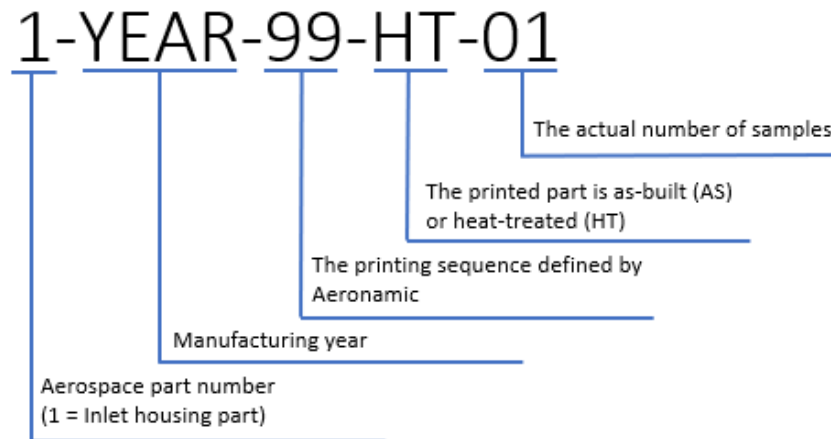 1-YEAR-99-HT-01
The actual number of samples
The printed part is as-built (AS)
or heat-treated (HT)
The printing sequence defined by
Aeronamic
Manufacturing year
Aerospace part number
(1 = Inlet housing part)